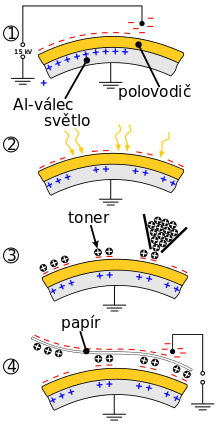 ①
15 kV
polovodič
Al-válec
světlo
②
toner
③
papír
④